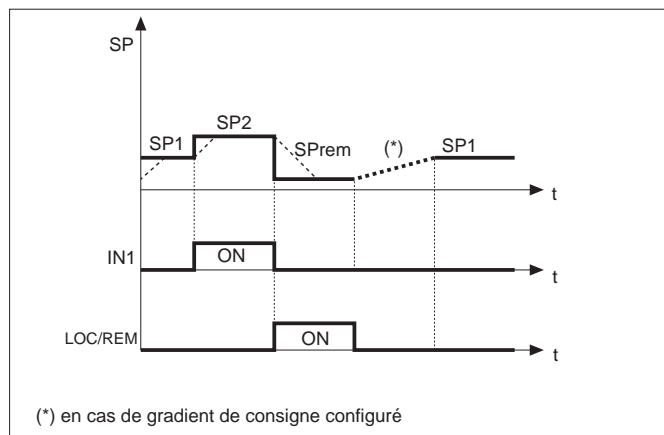 SP
SP1
SP2
SPrem
(*)
SP1
t
IN1
ON
t
LOC/REM
ON
t
(*) en cas de gradient de consigne configuré